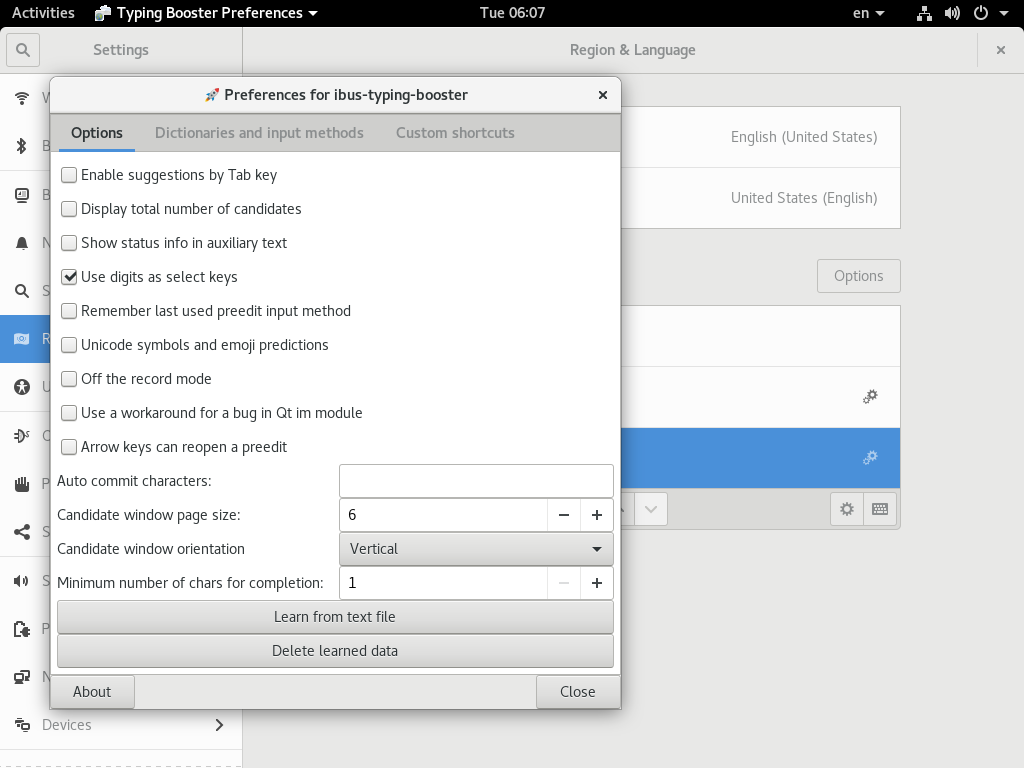 Activities Typing Booster Preferences Tue 06:07 en
Settings Region & Language
Preferences for ibus-typing-booster
Options Dictionaries and input methods Custom shortcuts
Enable suggestions by Tab key
Display total number of candidates
Show status info in auxiliary text
Use digits as select keys
Remember last used preedit input method
Unicode symbols and emoji predictions
Off the record mode
Use a workaround for a bug in Qt im module
Arrow keys can reopen a preedit
Auto commit characters:
Candidate window page size: 6
Candidate window orientation Vertical
Minimum number of chars for completion: 1
Learn from text file
Delete learned data
About Close
English (United States)
United States (English)
Options
Devices